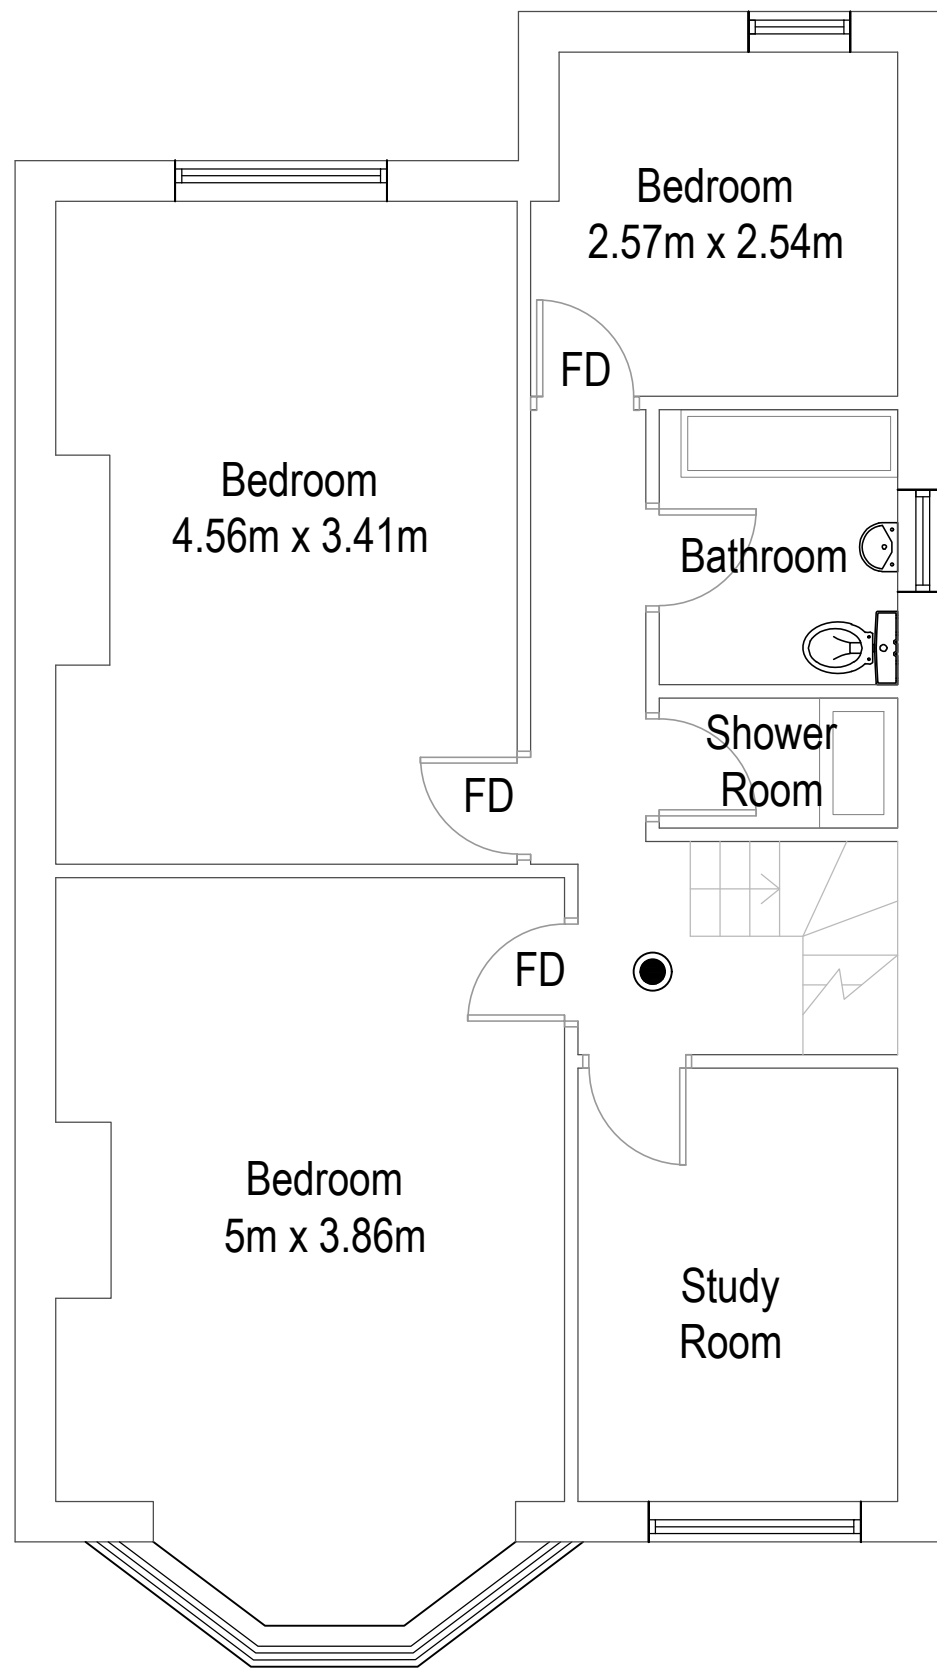 Bedroom
2.57m x 2.54m
FD
Bedroom
4.56m x 3.41m
Bathroom
Shower
Room
FD
FD
Bedroom
5m x 3.86m
Study
Room